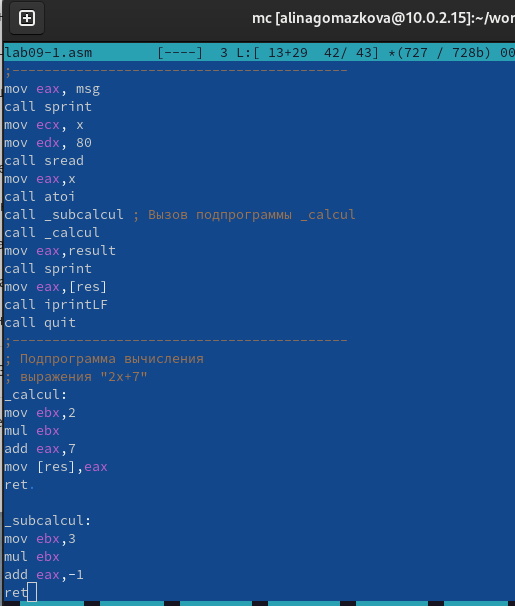 mc [alinagomazkova@10.0.2.15]:~/wor
lab09-1.asm [----] 3 L:[ 13+29 42/ 43] *(727 / 728b) 00
;------------------------------------------
mov eax, msg
call sprint
mov ecx, x
mov edx, 80
call sread
mov eax,x
call atoi
call _subcalcul ; Вызов подпрограммы _calcul
call _calcul
mov eax,result
call sprint
mov eax,[res]
call iprintLF
call quit
;------------------------------------------
; Подпрограмма вычисления
; выражения "2x+7"
_calcul:
mov ebx,2
mul ebx
add eax,7
mov [res],eax
ret.
_subcalcul:
mov ebx,3
mul ebx
add eax,-1
ret